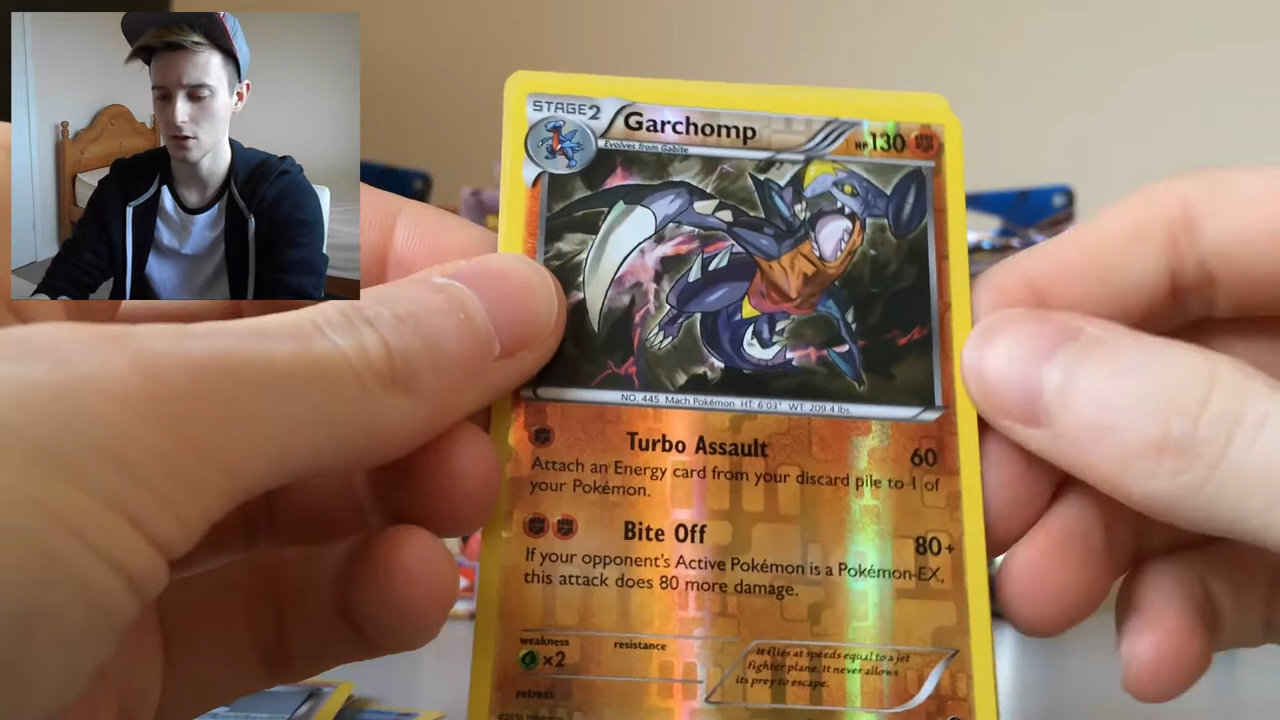 STAGE2
Garchomp
HP130
Evolves from Gabite
NO. 445 Mach Pokémon HT: 6'03" WT: 209.4 lbs.
Turbo Assault 60
Attach an Energy card from your discard pile to 1 of
your Pokémon.
Bite Off 80+
If your opponent's Active Pokémon is a Pokémon-EX,
this attack does 80 more damage.
weakness resistance
×2
It flies at speeds equal to a jet
fighter plane. It never allows
its prey to escape.
retreat